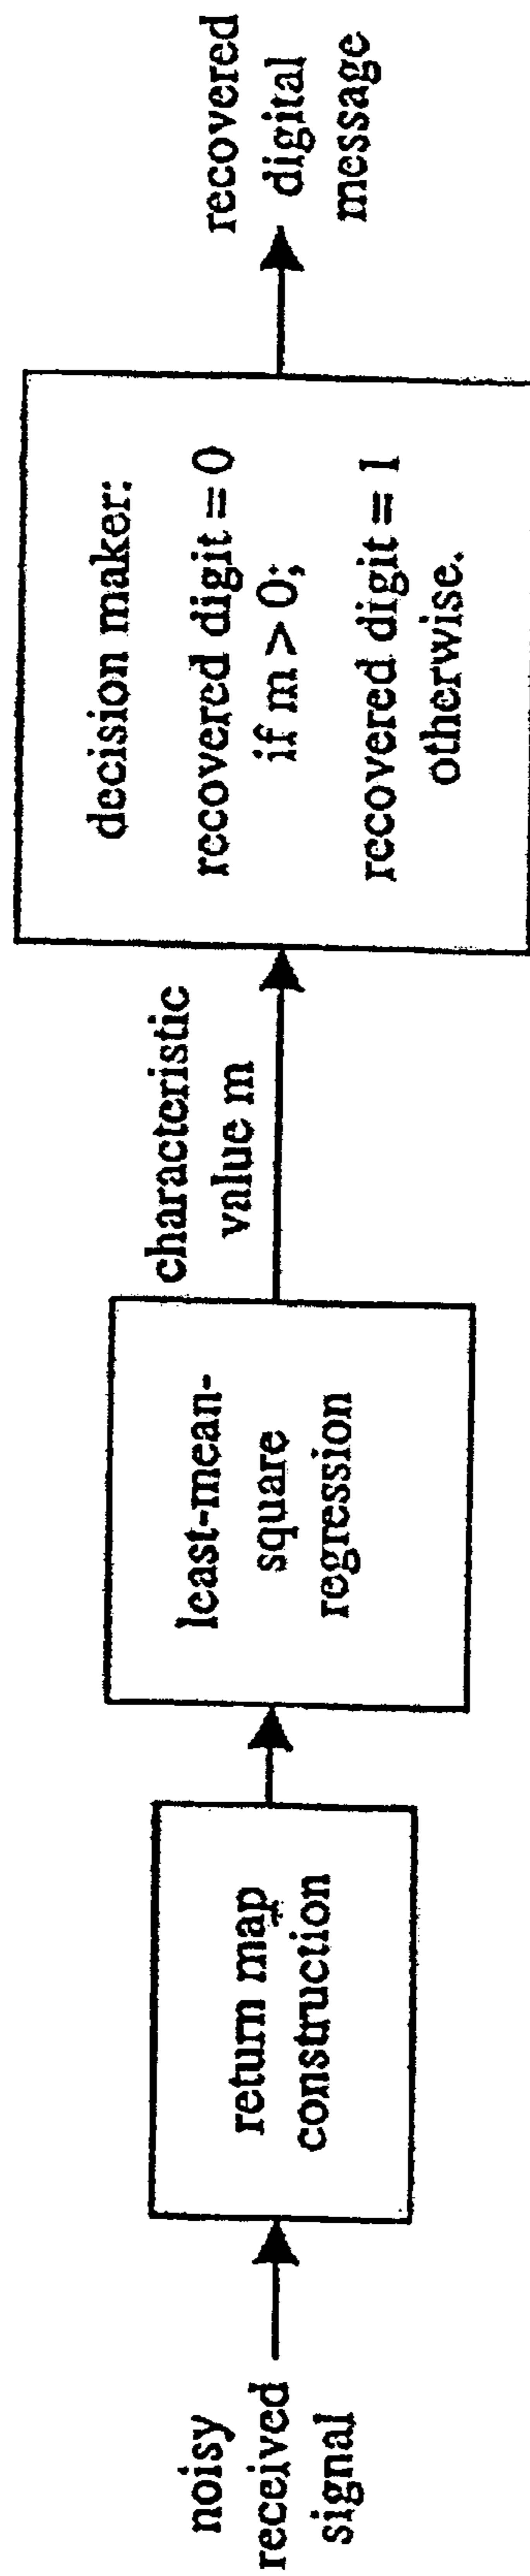 noisy
received
signal
return map
construction
least-mean-
square
regression
characteristic
value m
decision maker:
recovered digit = 0
if m > 0;
recovered digit = 1
otherwise.
recovered
digital
message